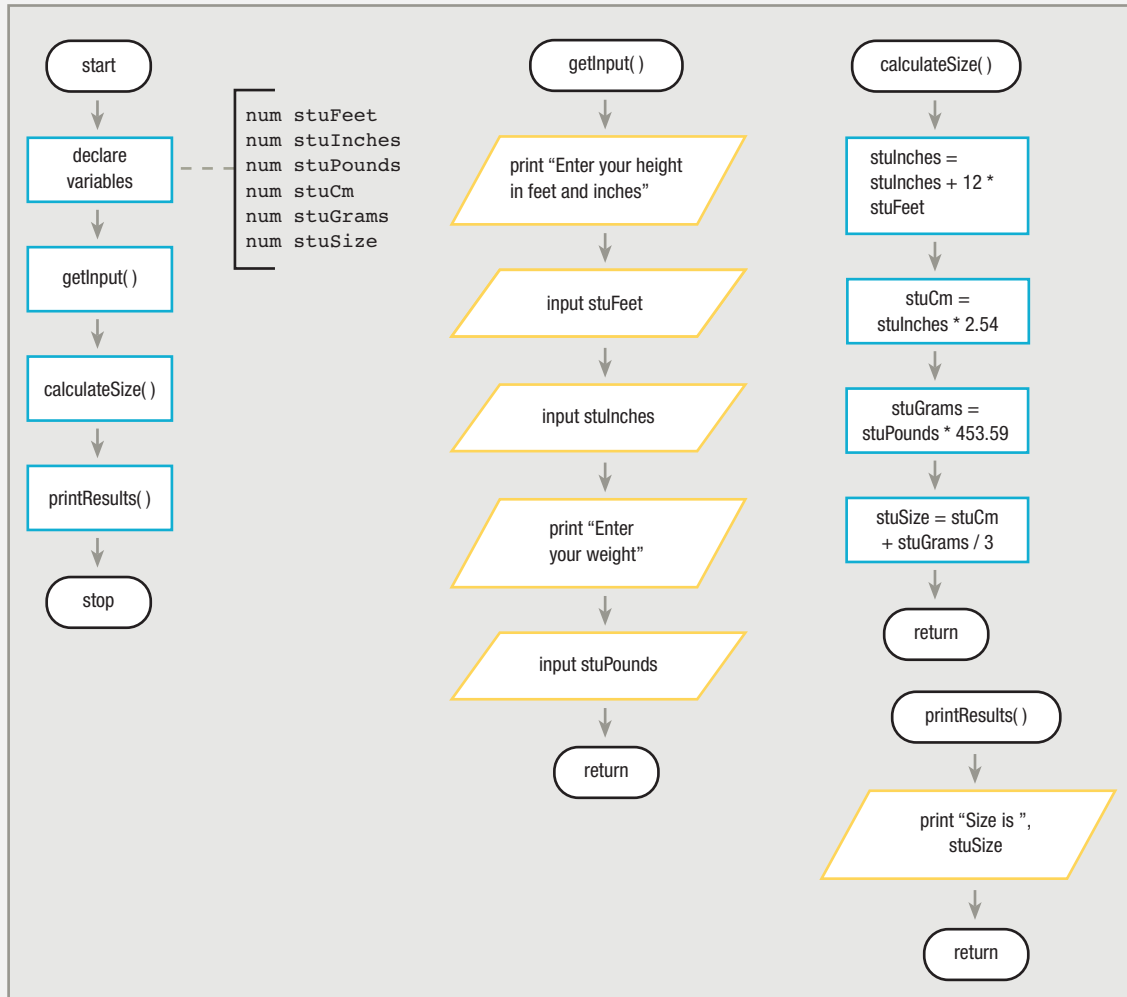 start
declare
variables
num stuFeet
num stuInches
num stuPounds
num stuCm
num stuGrams
num stuSize
getInput( )
calculateSize( )
printResults( )
stop
getInput( )
print “Enter your height
in feet and inches”
input stuFeet
input stuInches
print “Enter
your weight”
input stuPounds
return
calculateSize( )
stuInches =
stuInches + 12 *
stuFeet
stuCm =
stuInches * 2.54
stuGrams =
stuPounds * 453.59
stuSize = stuCm
+ stuGrams / 3
return
printResults( )
print “Size is ”,
stuSize
return